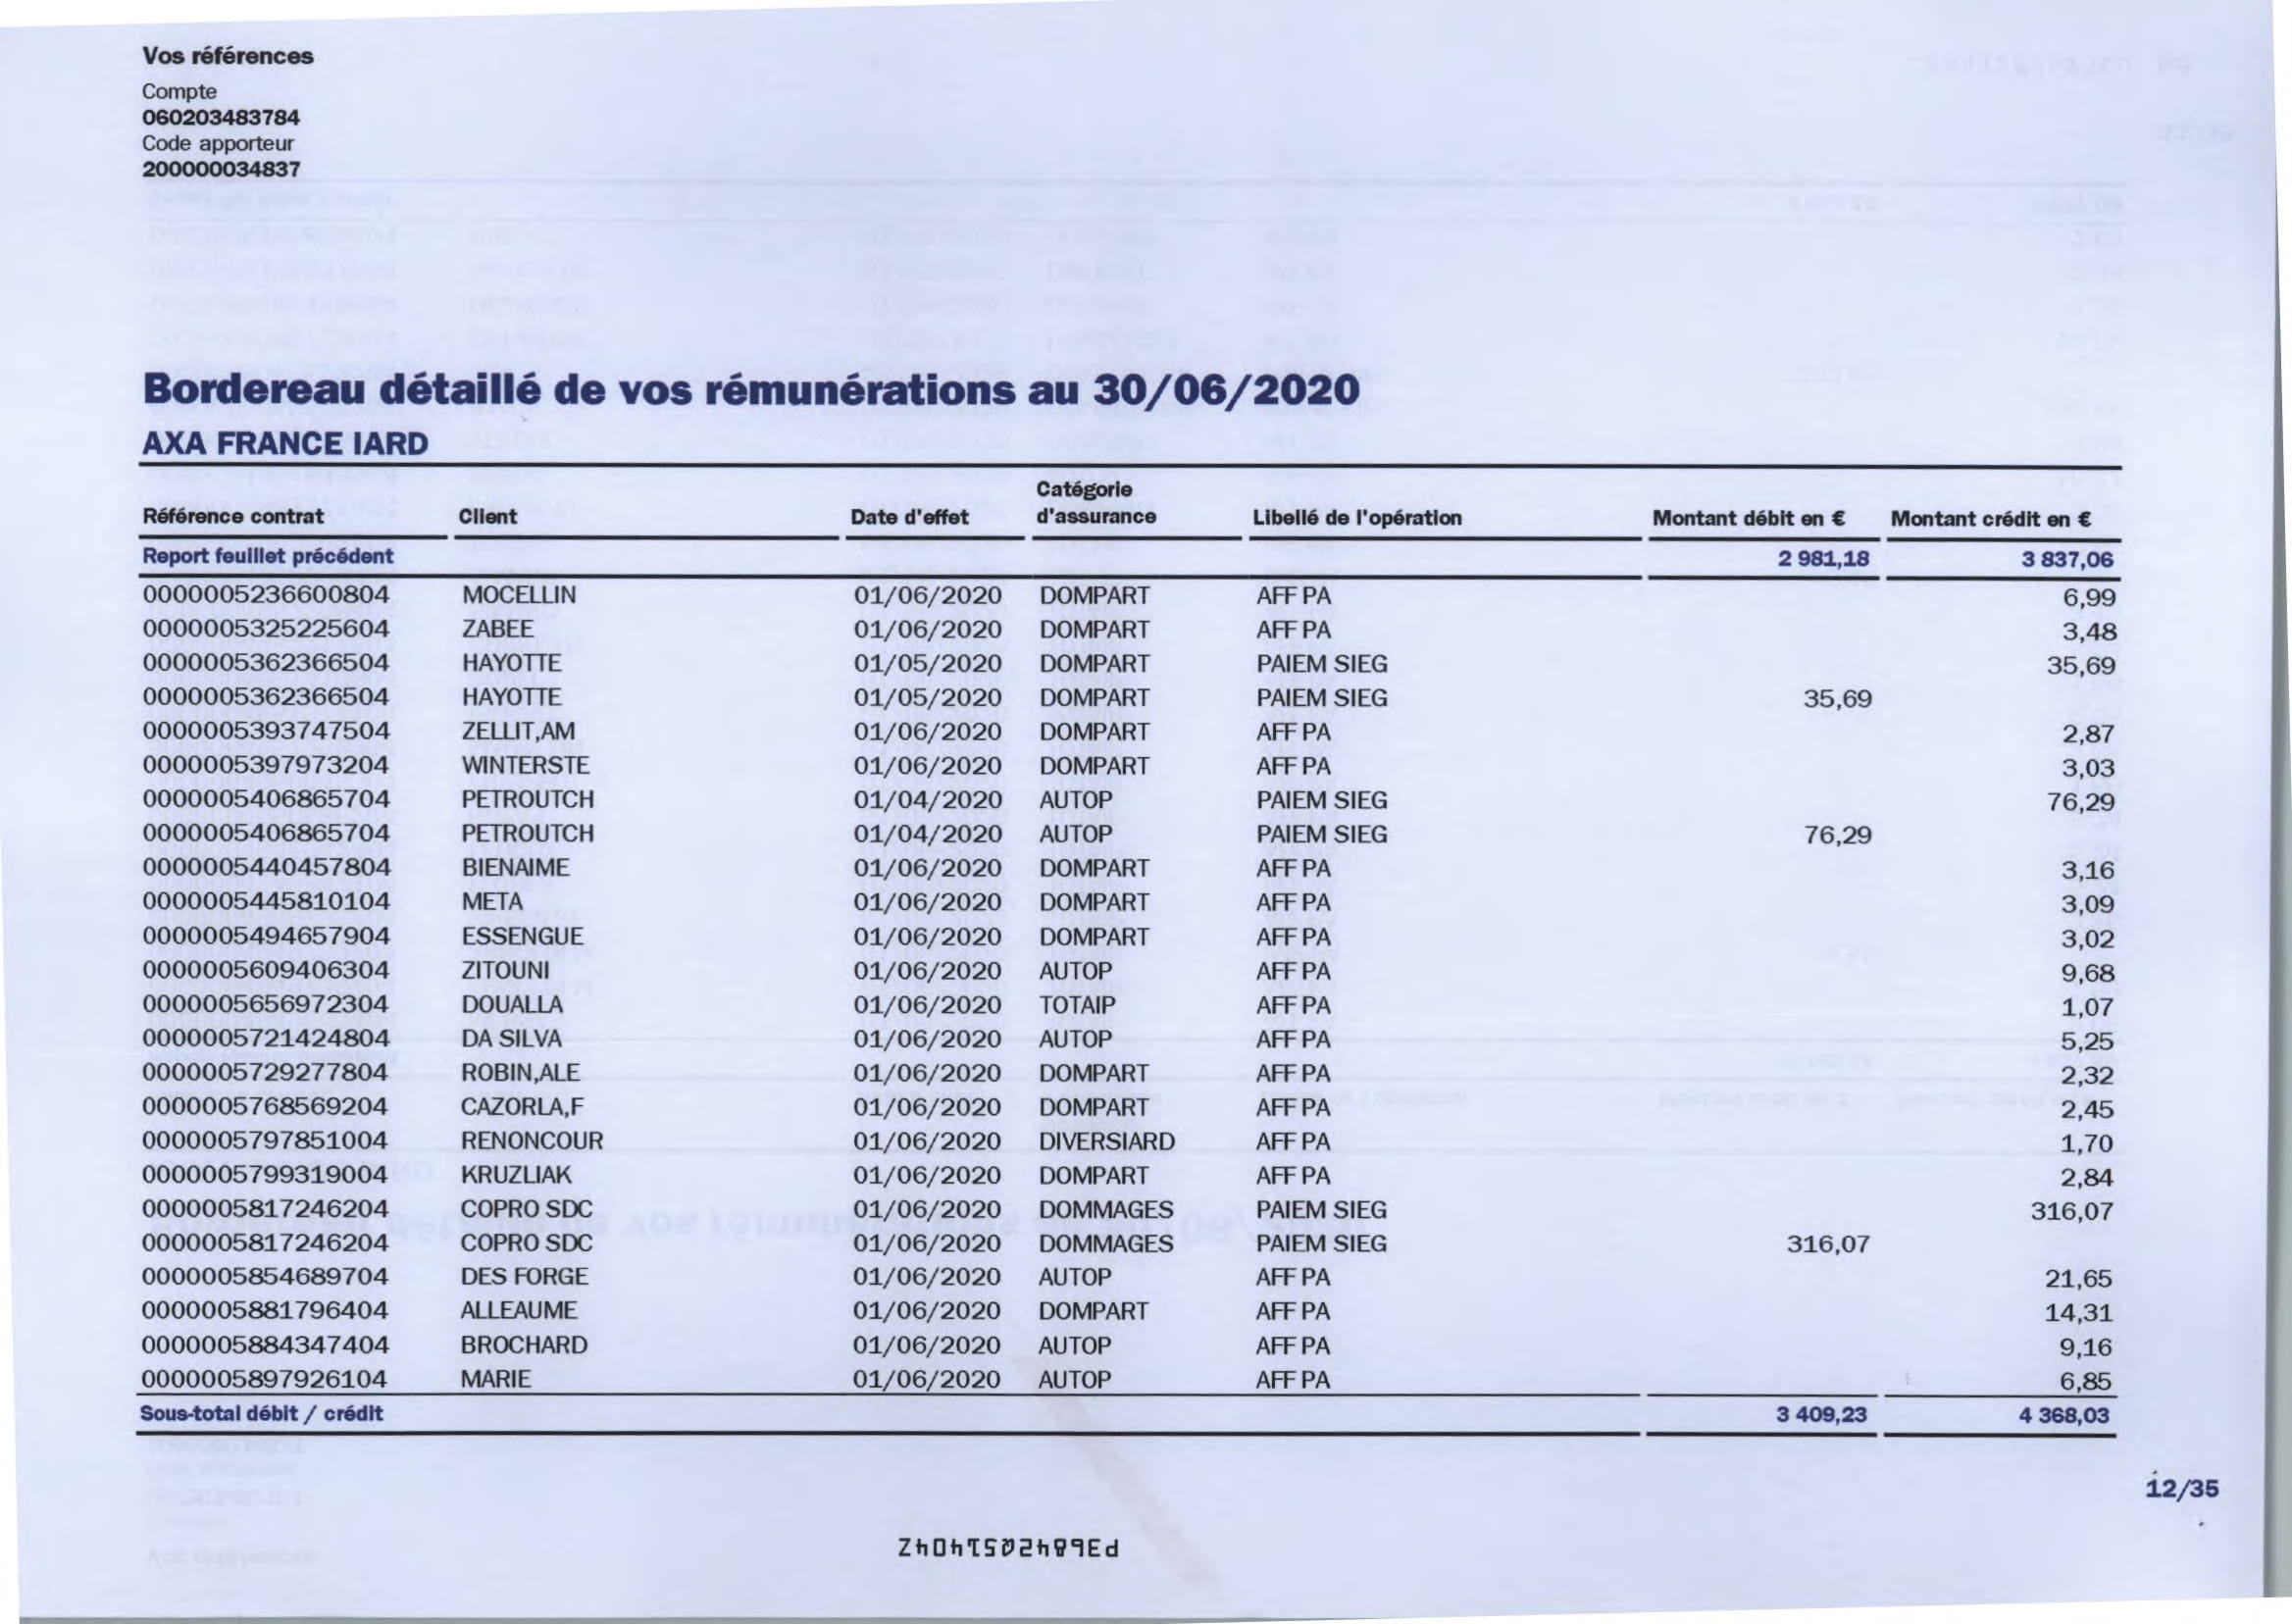 Vos références
Compte
060203483784
Code apporteur
200000034837
Bordereau détaillé de vos rémunérations au 30/06/2020
AXA FRANCE IARD
Référence contrat Client Date d'effet Catégorie d'assurance Libellé de l'opération Montant débit en € Montant crédit en €
Report feuillet précédent 2 981,18 3 837,06
0000005236600804 MOCELLIN 01/06/2020 DOMPART AFF PA 6,99
0000005325225604 ZABEE 01/06/2020 DOMPART AFF PA 3,48
0000005362366504 HAYOTTE 01/05/2020 DOMPART PAIEM SIEG 35,69
0000005362366504 HAYOTTE 01/05/2020 DOMPART PAIEM SIEG 35,69
0000005393747504 ZELLIT,AM 01/06/2020 DOMPART AFF PA 2,87
0000005397973204 WINTERSTE 01/06/2020 DOMPART AFF PA 3,03
0000005406865704 PETROUTCH 01/04/2020 AUTOP PAIEM SIEG 76,29
0000005406865704 PETROUTCH 01/04/2020 AUTOP PAIEM SIEG 76,29
0000005440457804 BIENAIME 01/06/2020 DOMPART AFF PA 3,16
0000005445810104 META 01/06/2020 DOMPART AFF PA 3,09
0000005494657904 ESSENGUE 01/06/2020 DOMPART AFF PA 3,02
0000005609406304 ZITOUNI 01/06/2020 AUTOP AFF PA 9,68
0000005656972304 DOUALLA 01/06/2020 TOTAIP AFF PA 1,07
0000005721424804 DA SILVA 01/06/2020 AUTOP AFF PA 5,25
0000005729277804 ROBIN,ALE 01/06/2020 DOMPART AFF PA 2,32
0000005768569204 CAZORLA,F 01/06/2020 DOMPART AFF PA 2,45
0000005797851004 RENONCOUR 01/06/2020 DIVERSIARD AFF PA 1,70
0000005799319004 KRUZLIAK 01/06/2020 DOMPART AFF PA 2,84
0000005817246204 COPRO SDC 01/06/2020 DOMMAGES PAIEM SIEG 316,07
0000005817246204 COPRO SDC 01/06/2020 DOMMAGES PAIEM SIEG 316,07
0000005854689704 DES FORGE 01/06/2020 AUTOP AFF PA 21,65
0000005881796404 ALLEAUME 01/06/2020 DOMPART AFF PA 14,31
0000005884347404 BROCHARD 01/06/2020 AUTOP AFF PA 9,16
0000005897926104 MARIE 01/06/2020 AUTOP AFF PA 6,85
Sous-total débit / crédit 3 409,23 4 368,03
12/35